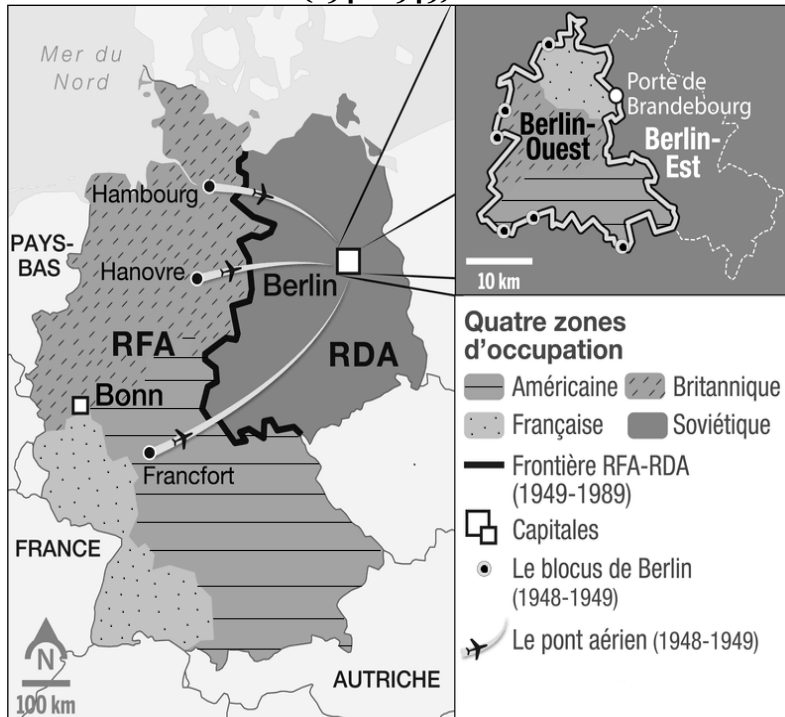 Mer du
Nord
Hambourg
PAYS-
BAS
Hanovre
Berlin
RFA
RDA
Bonn
Francfort
FRANCE
N
100 km
AUTRICHE
Porte de
Brandebourg
Berlin-
Ouest
Berlin-
Est
10 km
Quatre zones
d'occupation
Américaine
Britannique
Française
Soviétique
Frontière RFA-RDA
(1949-1989)
Capitales
Le blocus de Berlin
(1948-1949)
Le pont aérien (1948-1949)